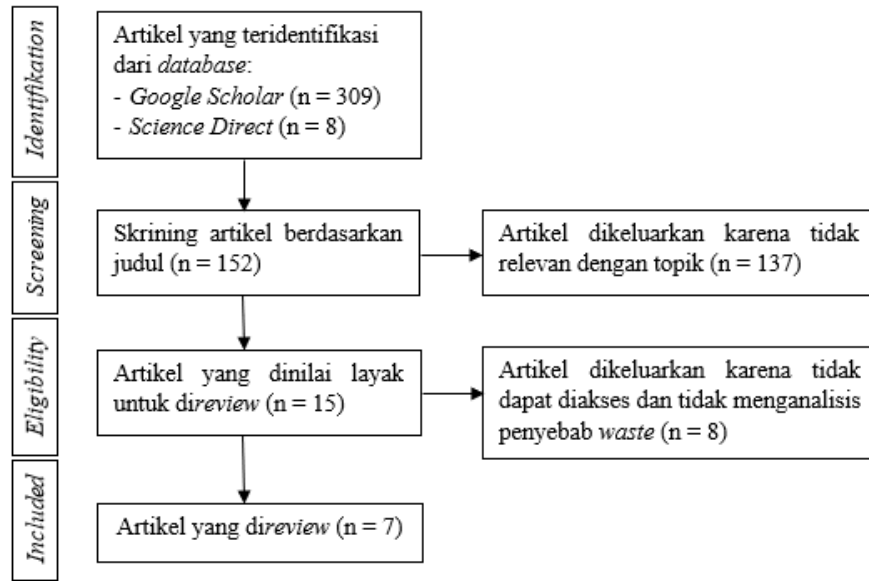 Identifikation
Artikel yang teridentifikasi
dari database:
- Google Scholar (n = 309)
- Science Direct (n = 8)
Screening
Skrining artikel berdasarkan
judul (n = 152)
Artikel dikeluarkan karena tidak
relevan dengan topik (n = 137)
Eligibility
Artikel yang dinilai layak
untuk direview (n = 15)
Artikel dikeluarkan karena tidak
dapat diakses dan tidak menganalisis
penyebab waste (n = 8)
Included
Artikel yang direview (n = 7)